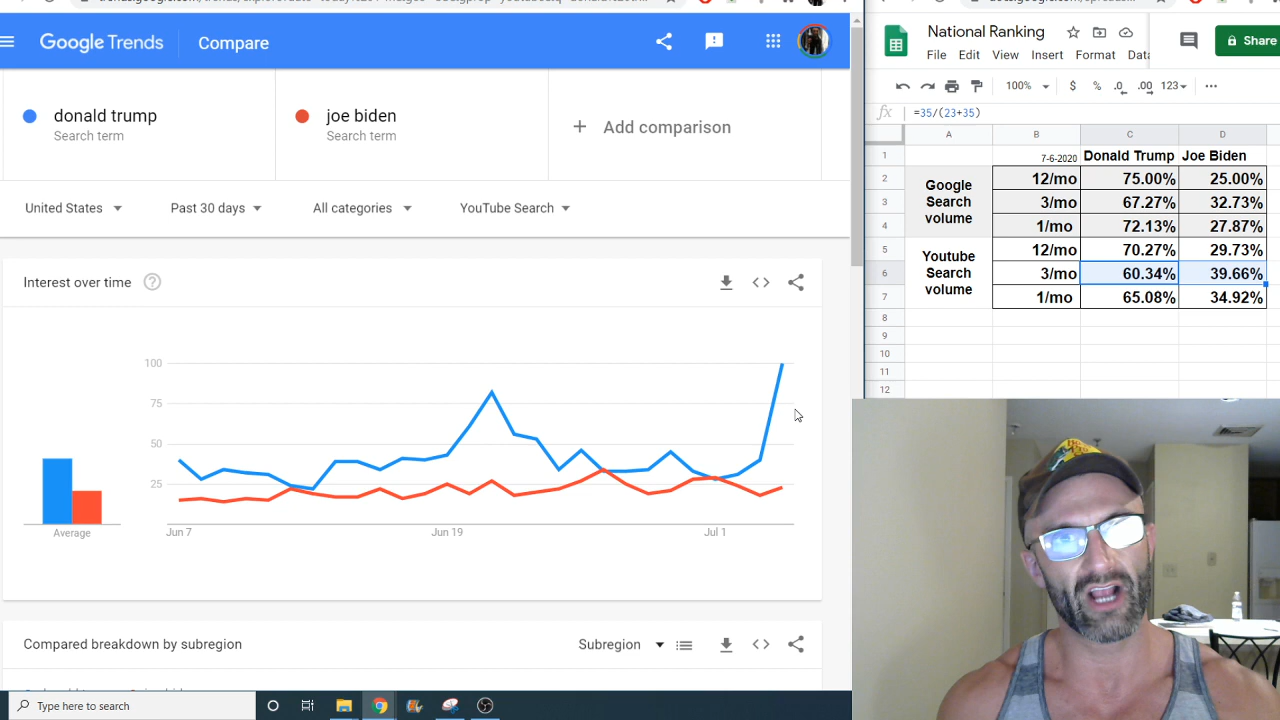 Google Trends
Compare
donald trump
Search term
joe biden
Search term
+ Add comparison
United States
Past 30 days
All categories
YouTube Search
Interest over time
?
100
75
50
25
Average
Jun 7
Jun 19
Jul 1
Compared breakdown by subregion
Subregion
Type here to search
National Ranking
Share
File Edit View Insert Format Data
100% $ % .0 .00 123
fx =35/(23+35)
A B C D
1 7-6-2020 Donald Trump Joe Biden
Google Search volume
2 12/mo 75.00% 25.00%
3 3/mo 67.27% 32.73%
4 1/mo 72.13% 27.87%
Youtube Search volume
5 12/mo 70.27% 29.73%
6 3/mo 60.34% 39.66%
7 1/mo 65.08% 34.92%
8
9
10
11
12